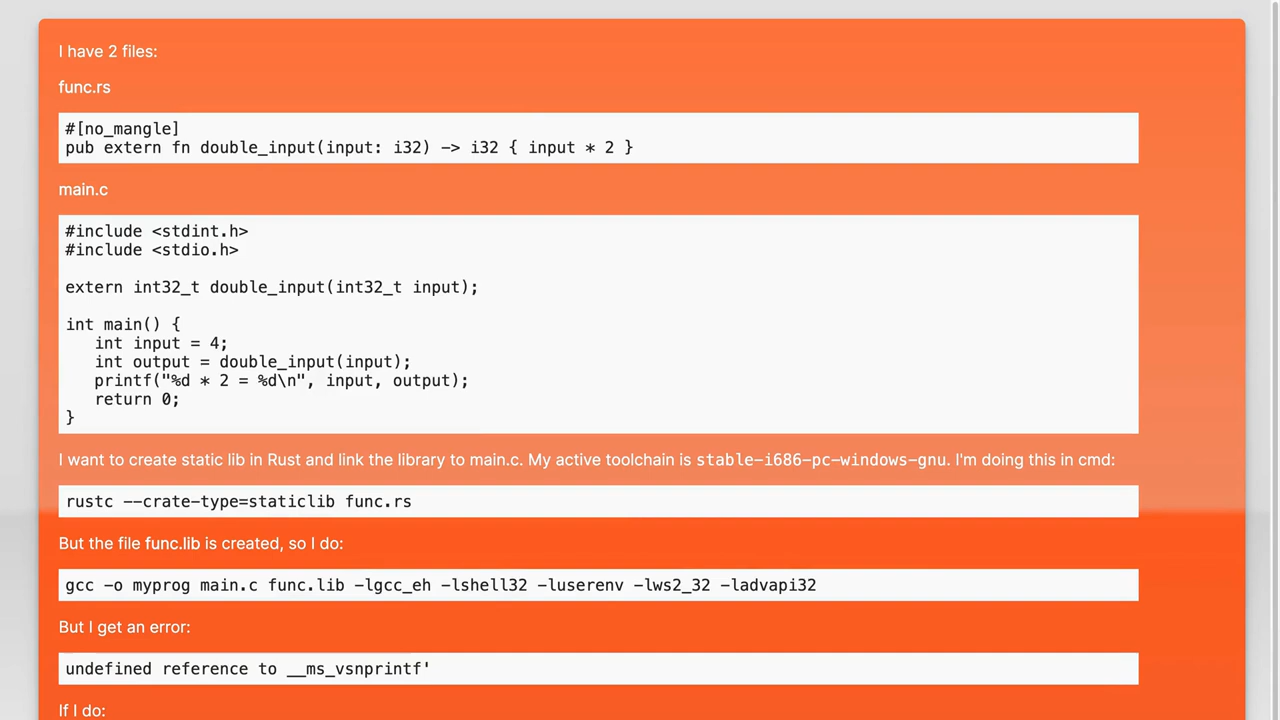 I have 2 files:
func.rs
#[no_mangle]
pub extern fn double_input(input: i32) -> i32 { input * 2 }
main.c
#include <stdint.h>
#include <stdio.h>
extern int32_t double_input(int32_t input);
int main() {
   int input = 4;
   int output = double_input(input);
   printf("%d * 2 = %d\n", input, output);
   return 0;
}
I want to create static lib in Rust and link the library to main.c. My active toolchain is stable-i686-pc-windows-gnu. I'm doing this in cmd:
rustc --crate-type=staticlib func.rs
But the file func.lib is created, so I do:
gcc -o myprog main.c func.lib -lgcc_eh -lshell32 -luserenv -lws2_32 -ladvapi32
But I get an error:
undefined reference to __ms_vsnprintf'
If I do: